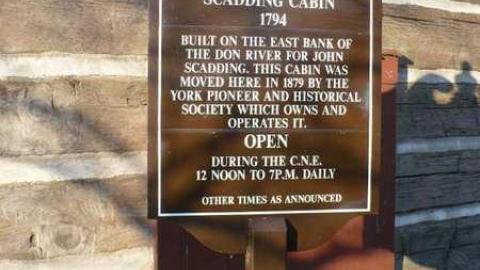 SCADDING CABIN
1794
BUILT ON THE EAST BANK OF
THE DON RIVER FOR JOHN
SCADDING. THIS CABIN WAS
MOVED HERE IN 1879 BY THE
YORK PIONEER AND HISTORICAL
SOCIETY WHICH OWNS AND
OPERATES IT.
OPEN
DURING THE C.N.E.
12 NOON TO 7P.M. DAILY
OTHER TIMES AS ANNOUNCED